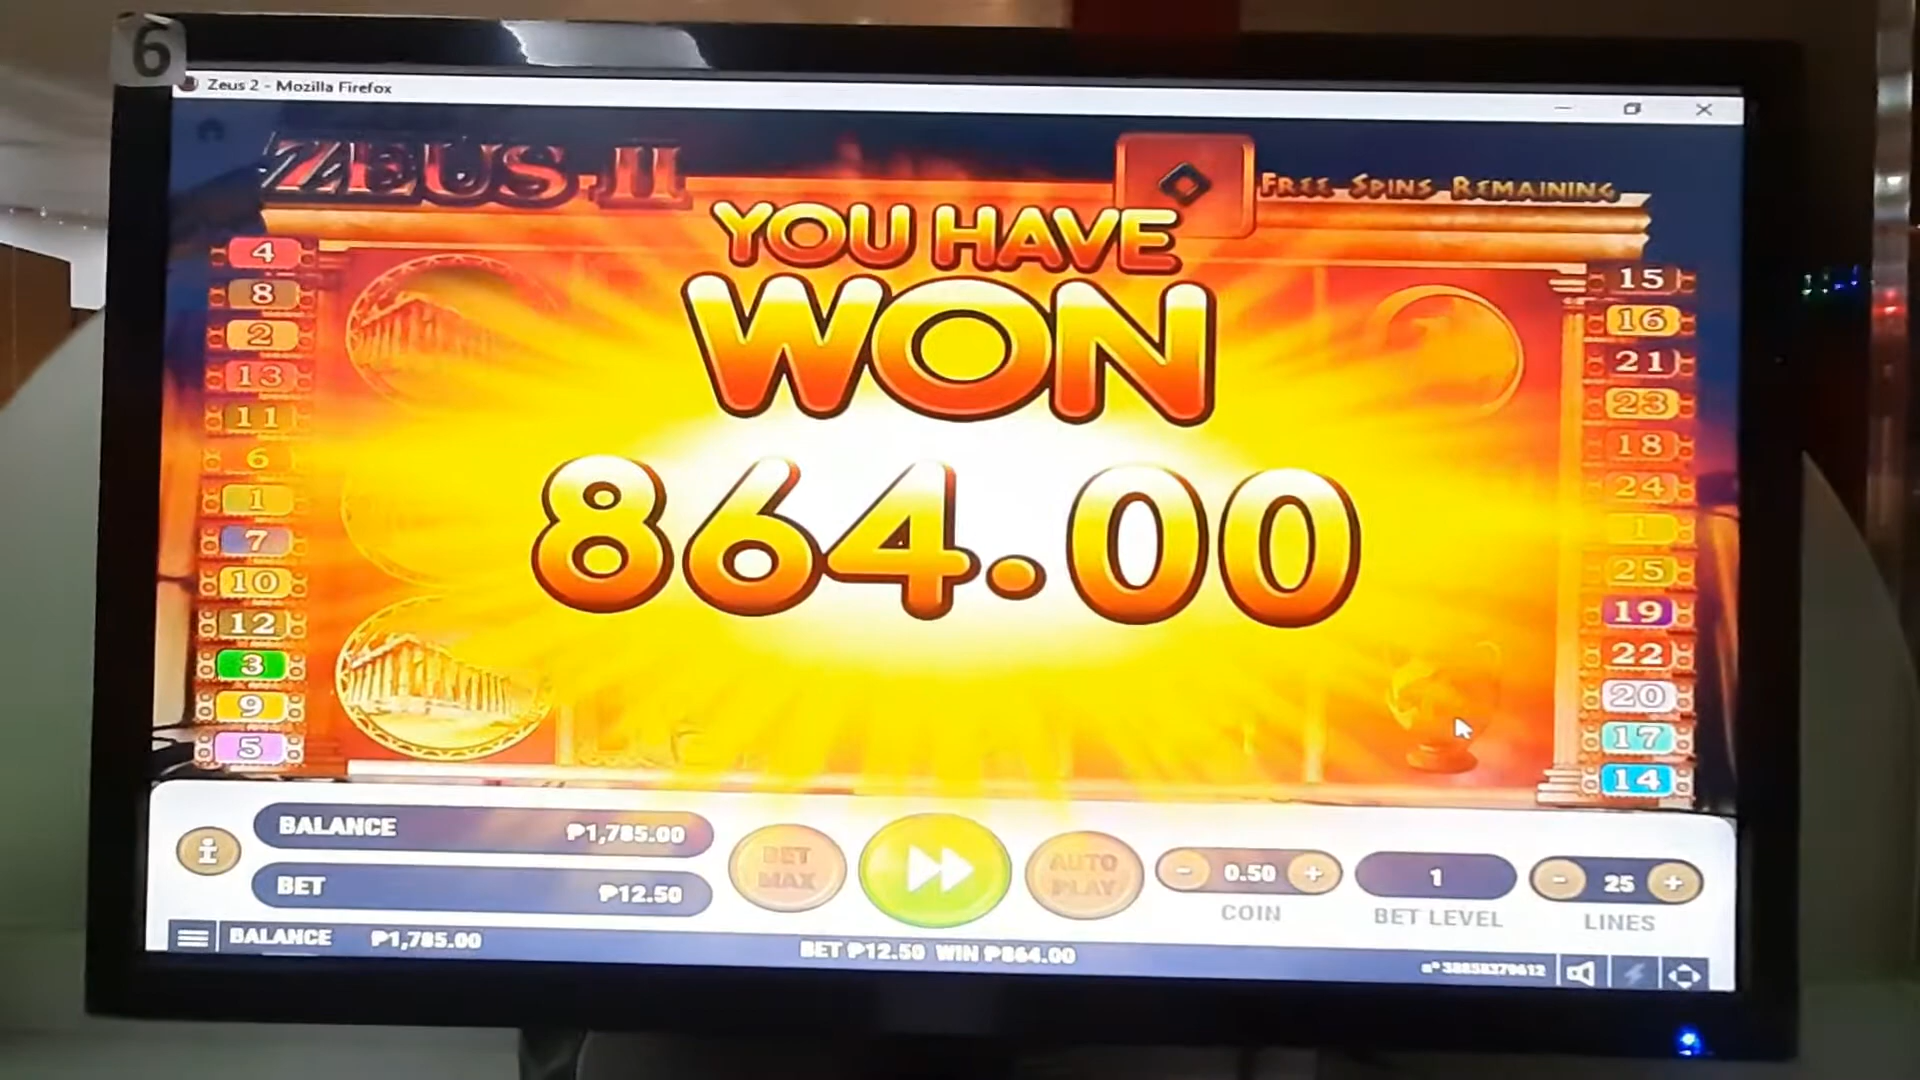 6
Zeus 2 - Mozilla Firefox
ZEUS II
FREE SPINS REMAINING
YOU HAVE
WON
864.00
4
8
2
13
11
6
1
7
10
12
3
9
5
15
16
21
23
18
24
1
25
19
22
20
17
14
BALANCE ₱1,785.00
BET ₱12.50
BET MAX
AUTO PLAY
- 0.50 +
COIN
1
BET LEVEL
- 25 +
LINES
BALANCE ₱1,785.00
BET ₱12.50 WIN ₱864.00